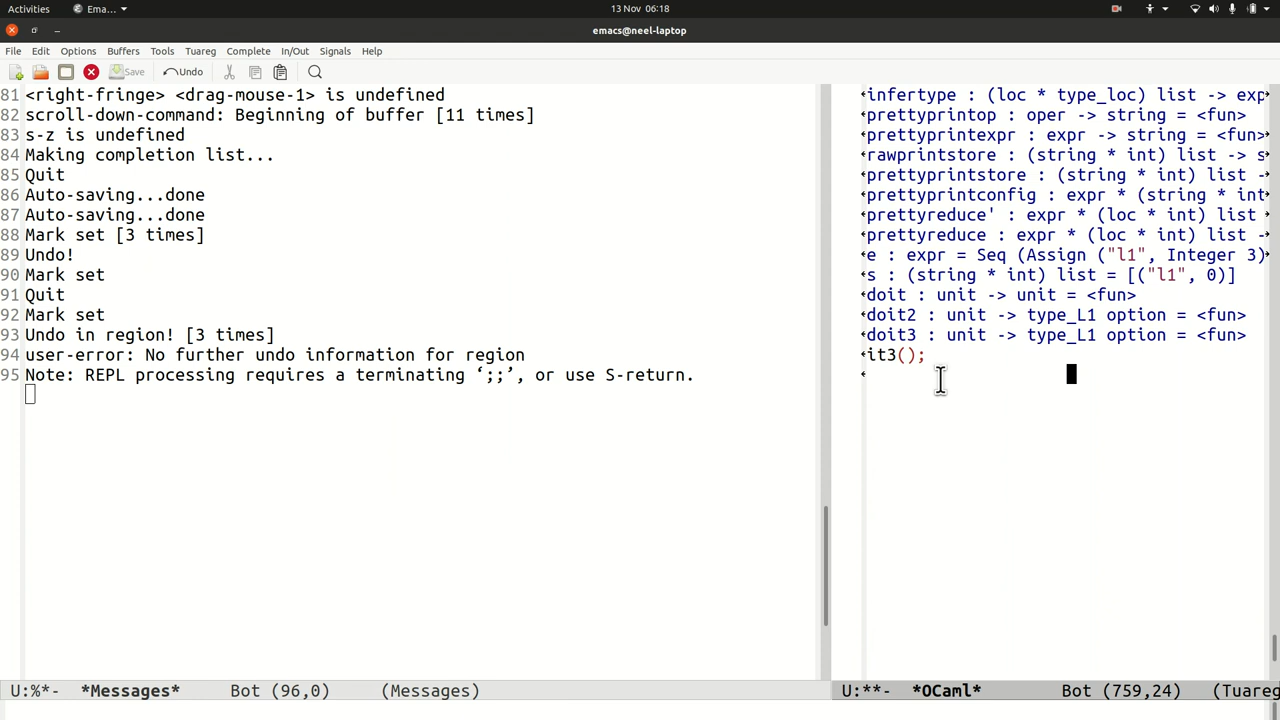 Activities
Ema...
13 Nov 06:18
emacs@neel-laptop
File Edit Options Buffers Tools Tuareg Complete In/Out Signals Help
Save Undo
81 <right-fringe> <drag-mouse-1> is undefined
82 scroll-down-command: Beginning of buffer [11 times]
83 s-z is undefined
84 Making completion list...
85 Quit
86 Auto-saving...done
87 Auto-saving...done
88 Mark set [3 times]
89 Undo!
90 Mark set
91 Quit
92 Mark set
93 Undo in region! [3 times]
94 user-error: No further undo information for region
95 Note: REPL processing requires a terminating ‘;;’, or use S-return.
U:%*- *Messages* Bot (96,0) (Messages)
infertype : (loc * type_loc) list -> exp
prettyprintop : oper -> string = <fun>
prettyprintexpr : expr -> string = <fun>
rawprintstore : (string * int) list -> s
prettyprintstore : (string * int) list -
prettyprintconfig : expr * (string * int
prettyreduce' : expr * (loc * int) list
prettyreduce : expr * (loc * int) list -
e : expr = Seq (Assign ("l1", Integer 3)
s : (string * int) list = [("l1", 0)]
doit : unit -> unit = <fun>
doit2 : unit -> type_L1 option = <fun>
doit3 : unit -> type_L1 option = <fun>
it3();
U:**- *OCaml* Bot (759,24) (Tuareg